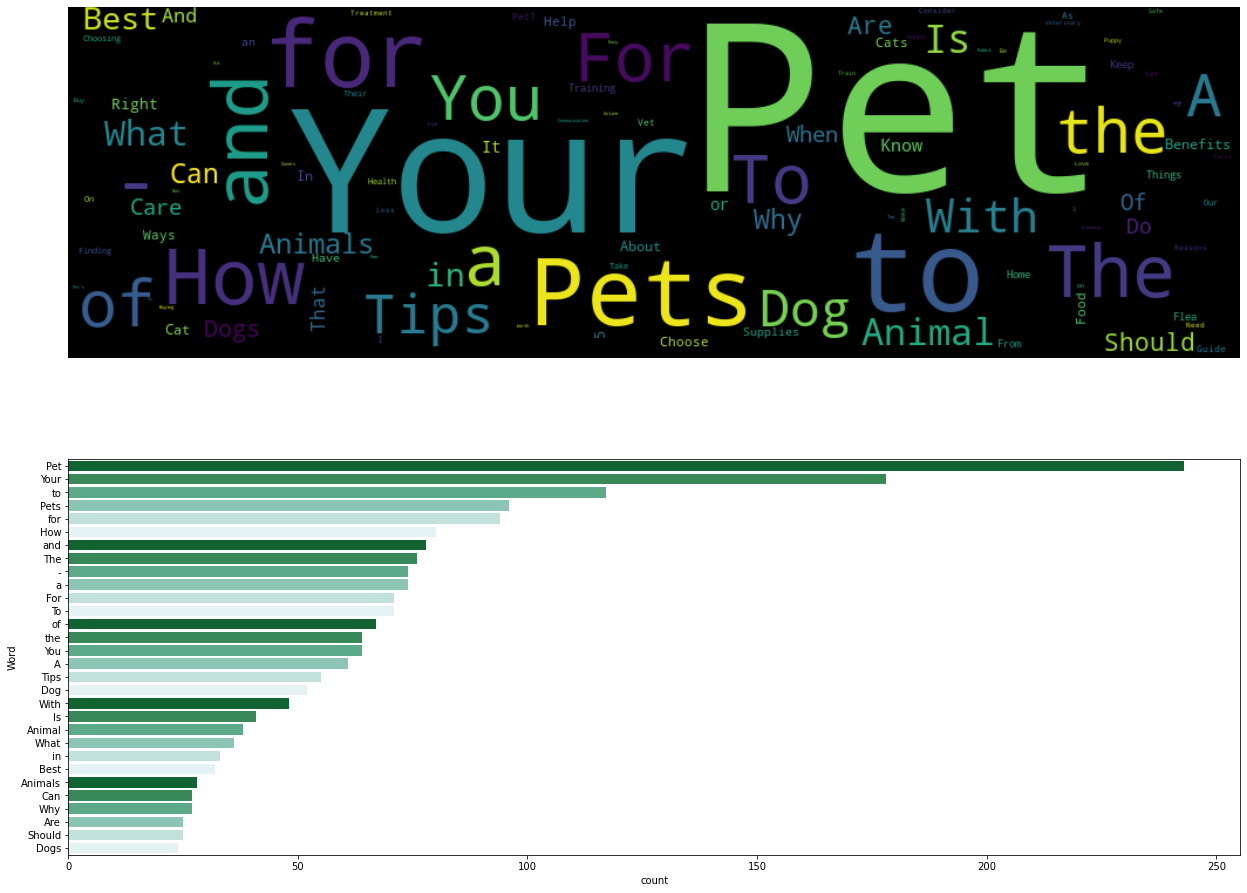 Best And
Choosing
for
Treatment
an
Their
Pet? Help
For
Training
Pet
Are
Cats
Is
Consider
As
Veterinary
Safe
Puppy
Keep
A
Right
What
and
You
Your
It
Vet
When
Know
the
Benefits
Buy
Train
Love
Things
-
Can
In
Health
To
or
Why
With
Of
Do
Our
On
Care
Loss
Ways
Animals
Have
About
Take
Finding
of
How
That
in
a
Pets
Dog
to
The
Reasons
Home
Food
Flea
Need
Cat
Dogs
Tips
I
5
Choose
Supplies
Animal
From
Should
Guide
Pet
Your
to
Pets
for
How
and
The
-
a
For
To
of
the
You
A
Tips
Dog
With
Is
Animal
What
in
Best
Animals
Can
Why
Are
Should
Dogs
Word
0 50 100 150 200 250
count